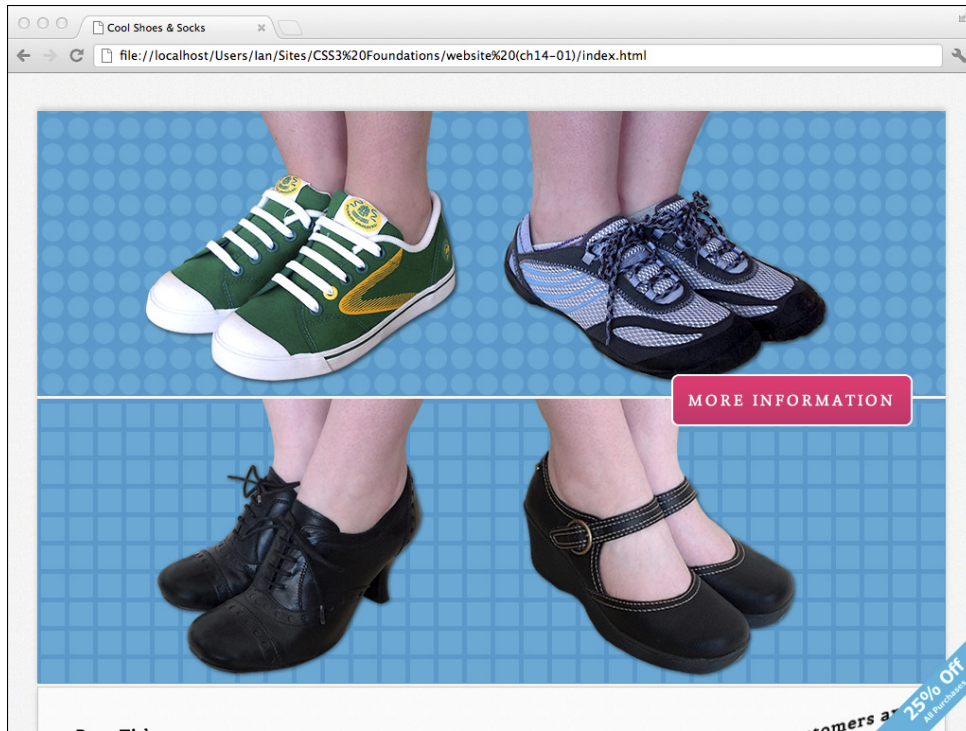 Cool Shoes & Socks
file://localhost/Users/Ian/Sites/CSS3%20Foundations/website%20(ch14-01)/index.html
MORE INFORMATION
25% Off
All Purchases